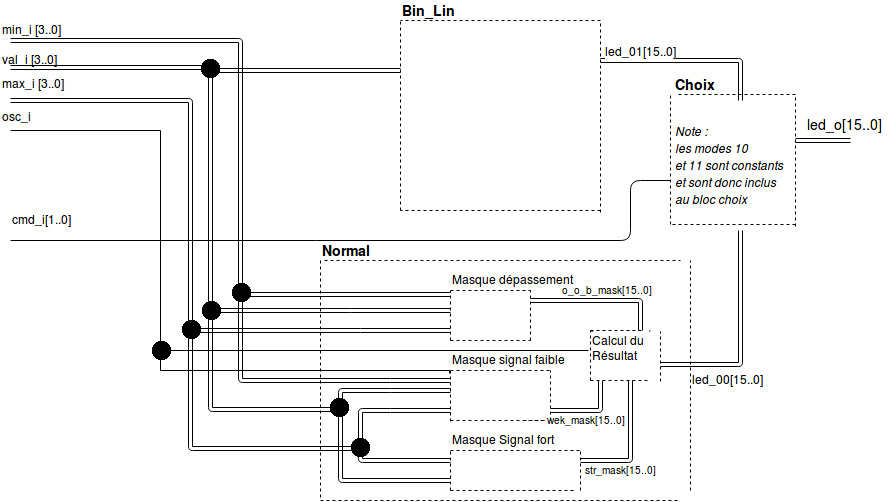 Bin_Lin
min_i [3..0]
val_i [3..0]
max_i [3..0]
osc_i
cmd_i[1..0]
led_01[15..0]
Choix
Note :
les modes 10
et 11 sont constants
et sont donc inclus
au bloc choix
led_o[15..0]
Normal
Masque dépassement
o_o_b_mask[15..0]
Calcul du
Résultat
Masque signal faible
wek_mask[15..0]
led_00[15..0]
Masque Signal fort
str_mask[15..0]